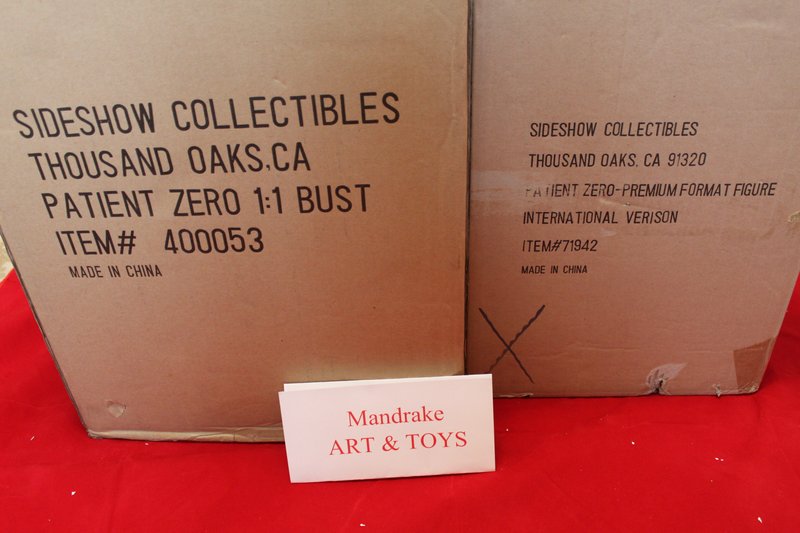 SIDESHOW COLLECTIBLES
THOUSAND OAKS,CA
PATIENT ZERO 1:1 BUST
ITEM# 400053
MADE IN CHINA
SIDESHOW COLLECTIBLES
THOUSAND OAKS, CA 91320
PATIENT ZERO-PREMIUM FORMAT FIGURE
INTERNATIONAL VERISON
ITEM#71942
MADE IN CHINA
Mandrake
ART & TOYS